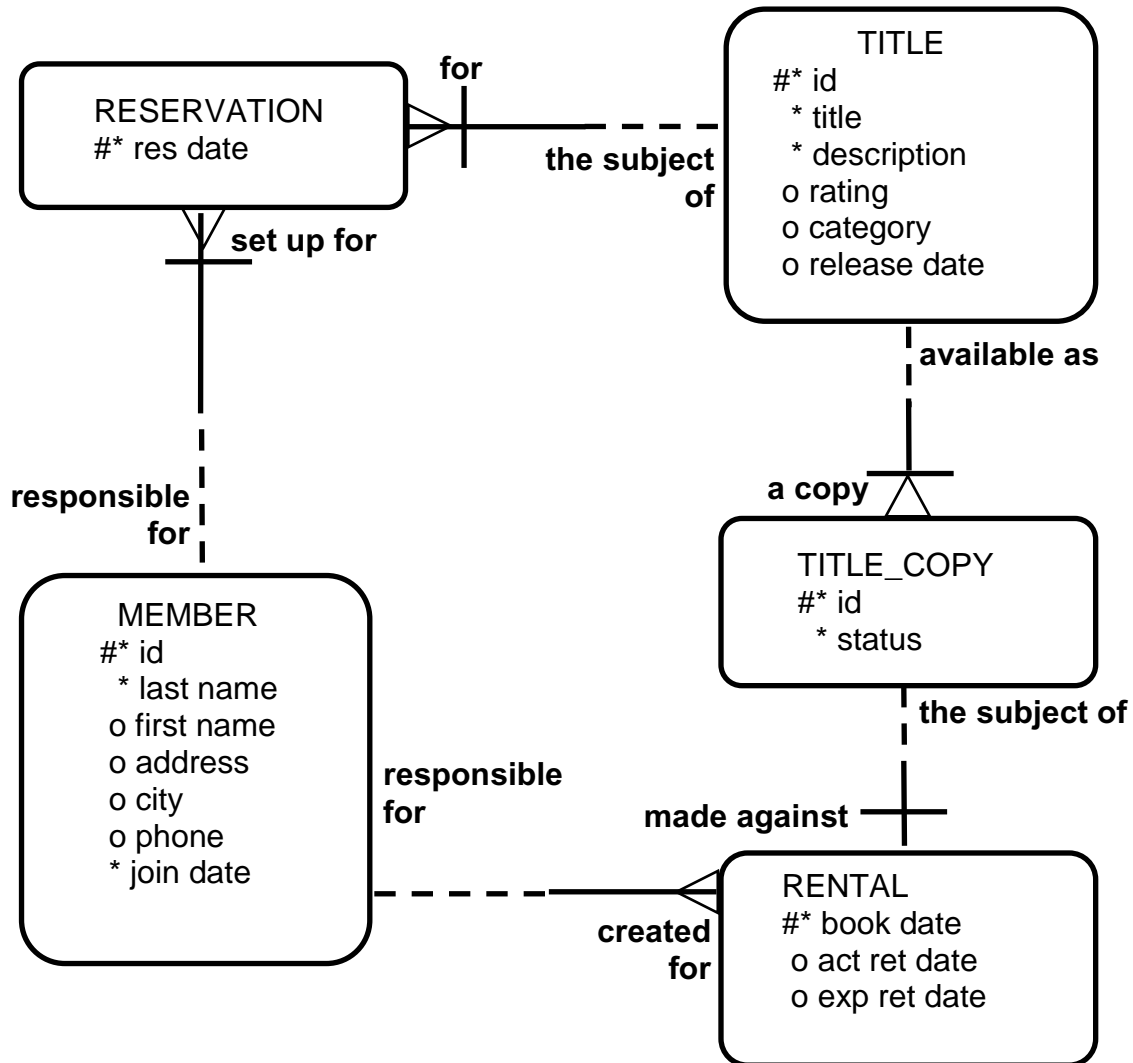 TITLE
#* id
* title
* description
o rating
o category
o release date
for
RESERVATION
#* res date
the subject
of
set up for
available as
responsible
for
a copy
TITLE_COPY
#* id
* status
MEMBER
#* id
* last name
o first name
o address
o city
o phone
* join date
the subject of
responsible
for
made against
RENTAL
#* book date
o act ret date
o exp ret date
created
for